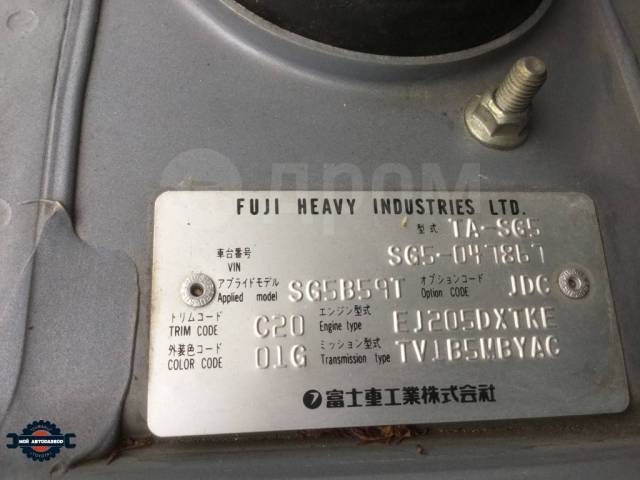 дром
FUJI HEAVY INDUSTRIES LTD.
型式 TA-SG5
車台番号 VIN SG5-047867
アプライドモデル Applied model SG5B59T オプションコード Option CODE JDC
トリムコード TRIM CODE C20 エンジン型式 Engine type EJ205DXTKE
外装色コード COLOR CODE 01G ミッション型式 Transmission type TV1B5MBYAC
富士重工業株式会社
МОЙ АВТОЗАВОД